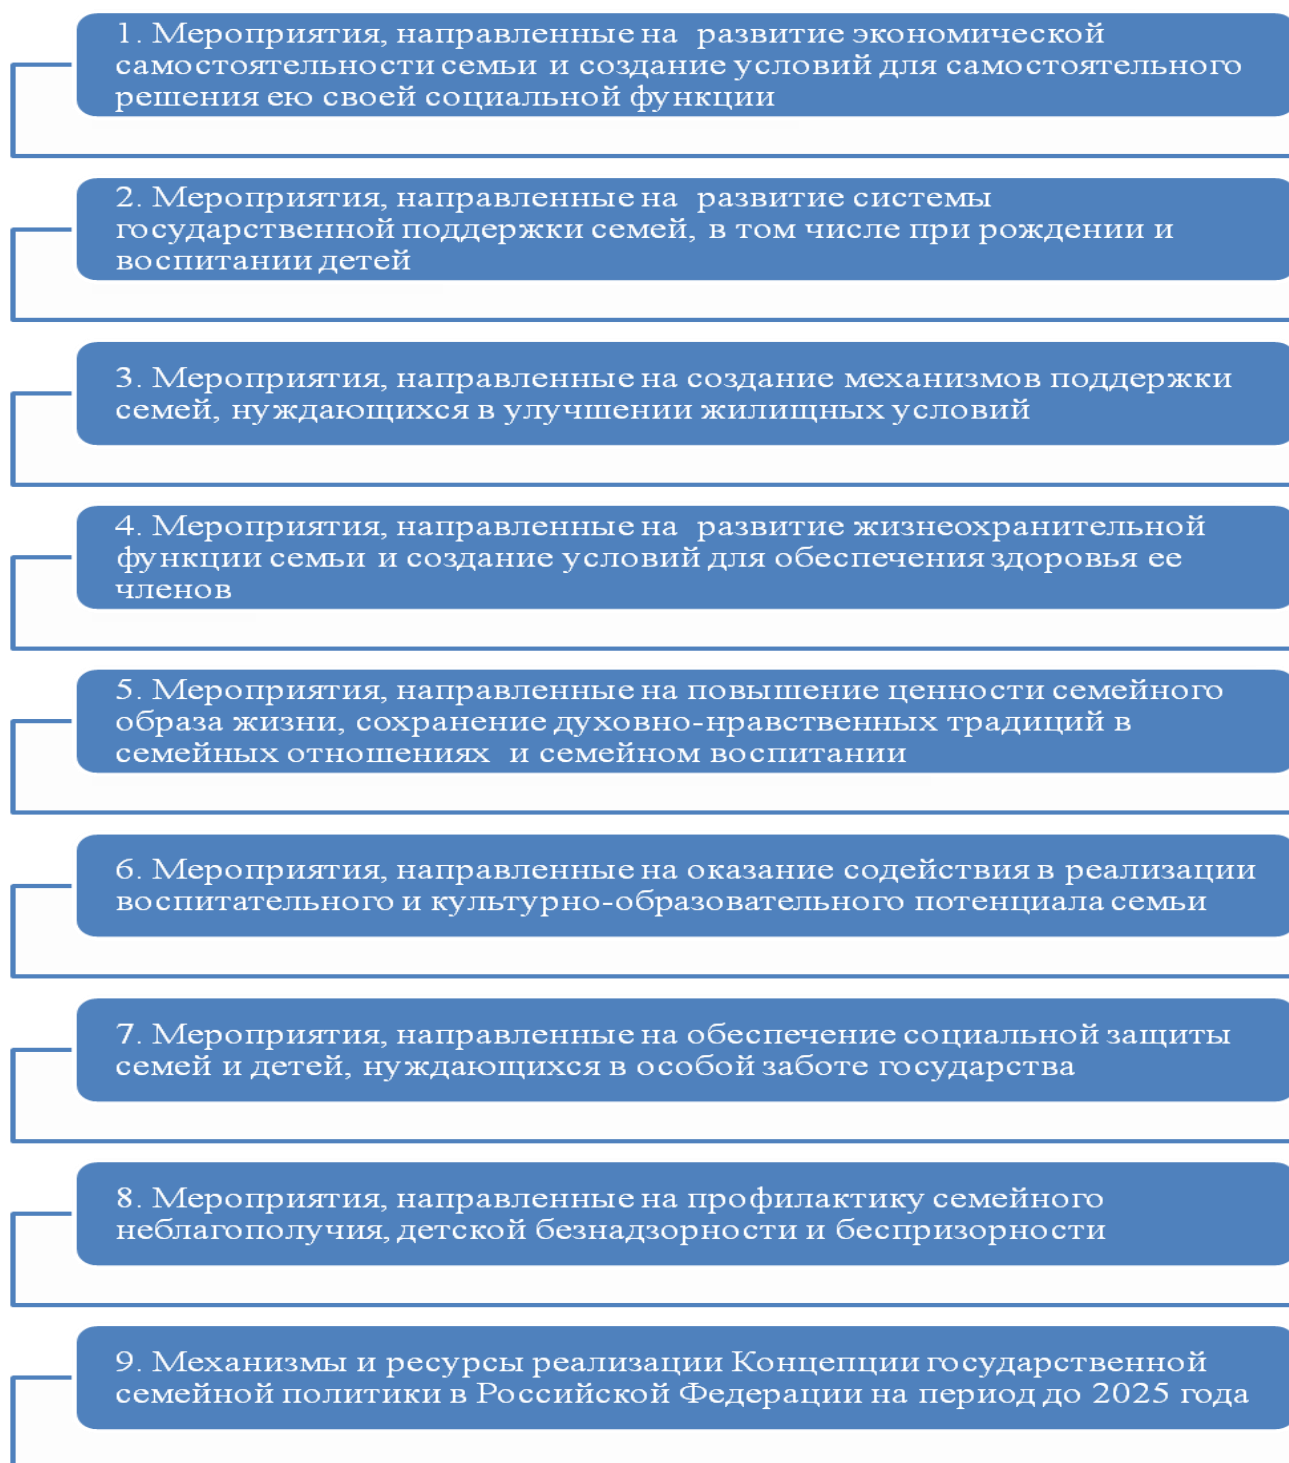 1. Мероприятия, направленные на развитие экономической
самостоятельности семьи и создание условий для самостоятельного
решения ею своей социальной функции
2. Мероприятия, направленные на развитие системы
государственной поддержки семей, в том числе при рождении и
воспитании детей
3. Мероприятия, направленные на создание механизмов поддержки
семей, нуждающихся в улучшении жилищных условий
4. Мероприятия, направленные на развитие жизнеохранительной
функции семьи и создание условий для обеспечения здоровья ее
членов
5. Мероприятия, направленные на повышение ценности семейного
образа жизни, сохранение духовно-нравственных традиций в
семейных отношениях и семейном воспитании
6. Мероприятия, направленные на оказание содействия в реализации
воспитательного и культурно-образовательного потенциала семьи
7. Мероприятия, направленные на обеспечение социальной защиты
семей и детей, нуждающихся в особой заботе государства
8. Мероприятия, направленные на профилактику семейного
неблагополучия, детской безнадзорности и беспризорности
9. Механизмы и ресурсы реализации Концепции государственной
семейной политики в Российской Федерации на период до 2025 года